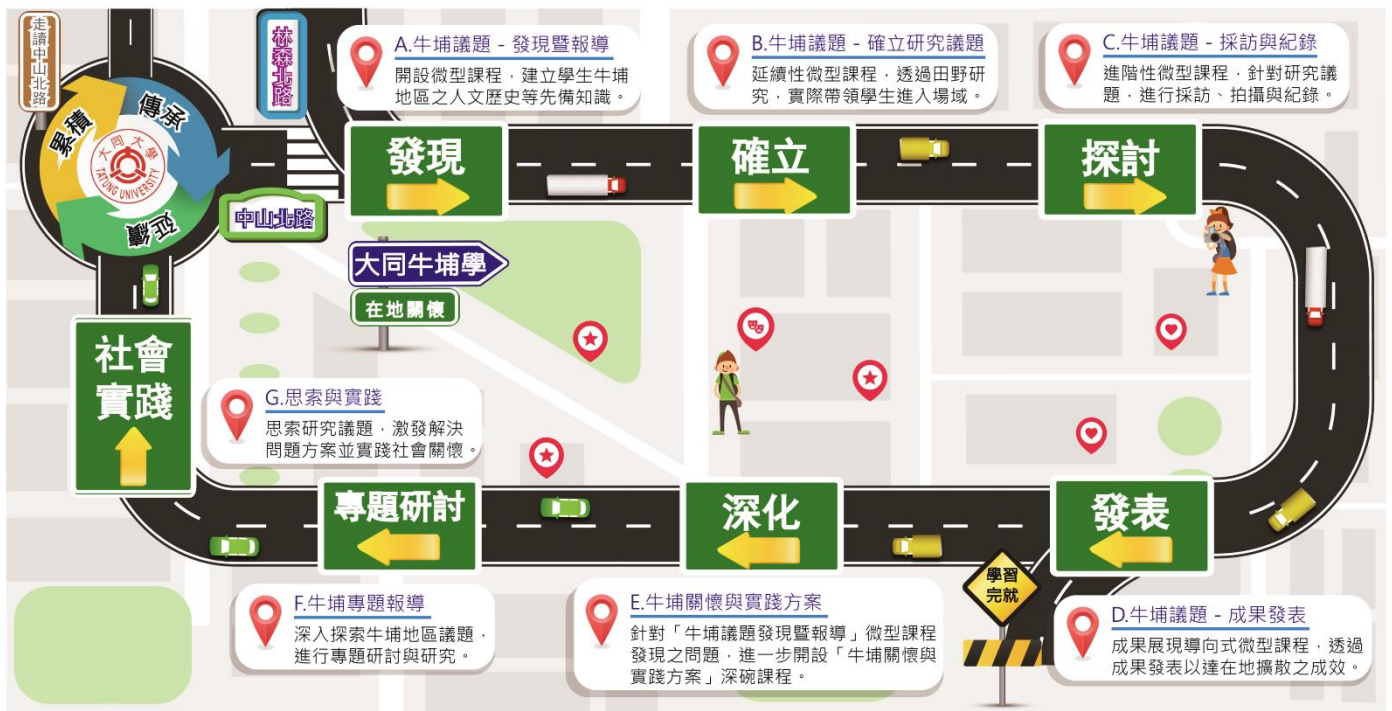 走讀中山北路
林森北路
累積
傳承
延續
大同大學
TATUNG UNIVERSITY
中山北路
A.牛埔議題 - 發現暨報導
開設微型課程，建立學生牛埔
地區之人文歷史等先備知識。
B.牛埔議題 - 確立研究議題
延續性微型課程，透過田野研
究，實際帶領學生進入場域。
C.牛埔議題 - 採訪與紀錄
進階性微型課程，針對研究議
題，進行採訪、拍攝與紀錄。
發現
確立
探討
大同牛埔學
在地關懷
社會
實踐
G.思索與實踐
思索研究議題，激發解決
問題方案並實踐社會關懷。
專題研討
深化
發表
學習
完就
F.牛埔專題報導
深入探索牛埔地區議題，
進行專題研討與研究。
E.牛埔關懷與實踐方案
針對「牛埔議題發現暨報導」微型課程
發現之問題，進一步開設「牛埔關懷與
實踐方案」深碗課程。
D.牛埔議題 - 成果發表
成果展現導向式微型課程，透過
成果發表以達在地擴散之成效。